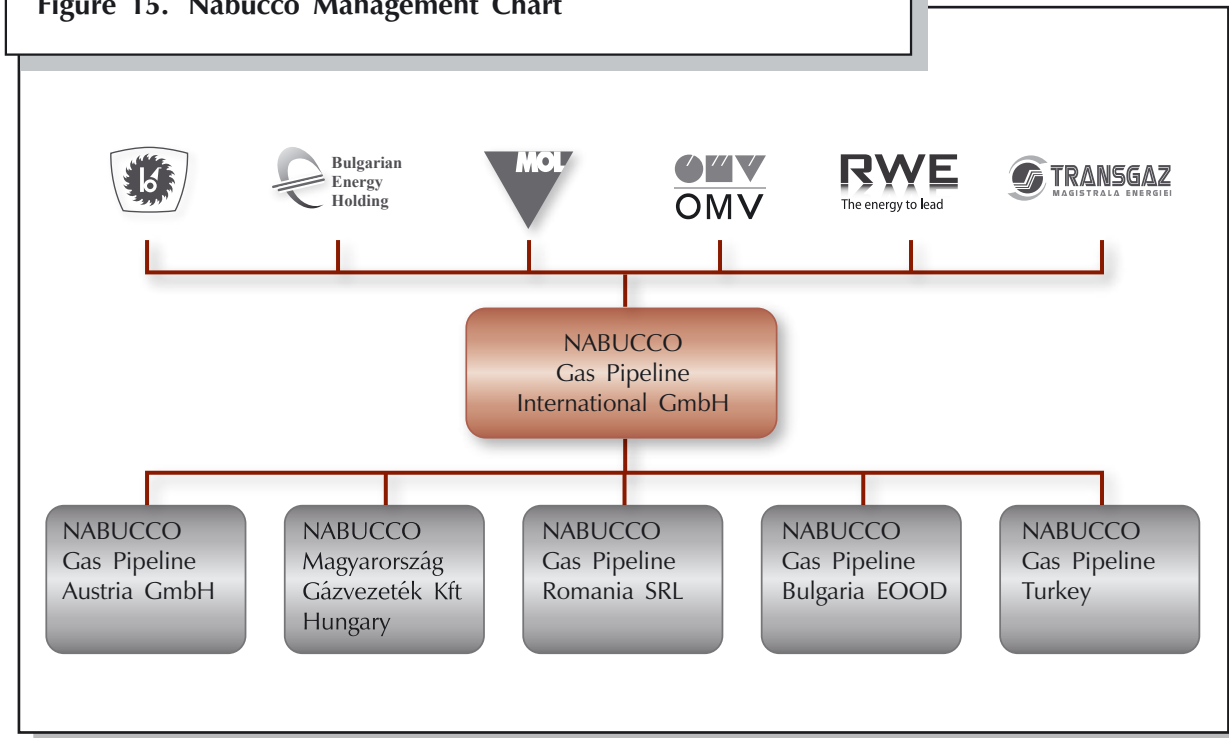 Figure 15. Nabucco Management Chart
Bulgarian
Energy
Holding
MOL
OMV
OMV
RWE
The energy to lead
TRANSGAZ
MAGISTRALA ENERGIEI
NABUCCO
Gas Pipeline
International GmbH
NABUCCO
Gas Pipeline
Austria GmbH
NABUCCO
Magyarország
Gázvezeték Kft
Hungary
NABUCCO
Gas Pipeline
Romania SRL
NABUCCO
Gas Pipeline
Bulgaria EOOD
NABUCCO
Gas Pipeline
Turkey